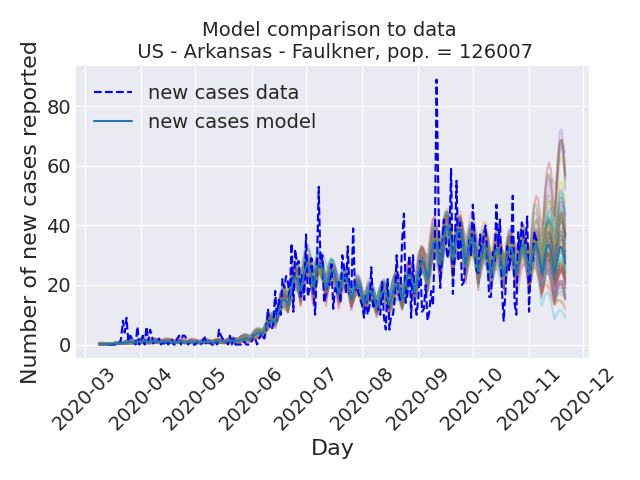 Model comparison to data
US - Arkansas - Faulkner, pop. = 126007
Number of new cases reported
80
60
40
20
0
new cases data
new cases model
2020-03
2020-04
2020-05
2020-06
2020-07
2020-08
2020-09
2020-10
2020-11
2020-12
Day